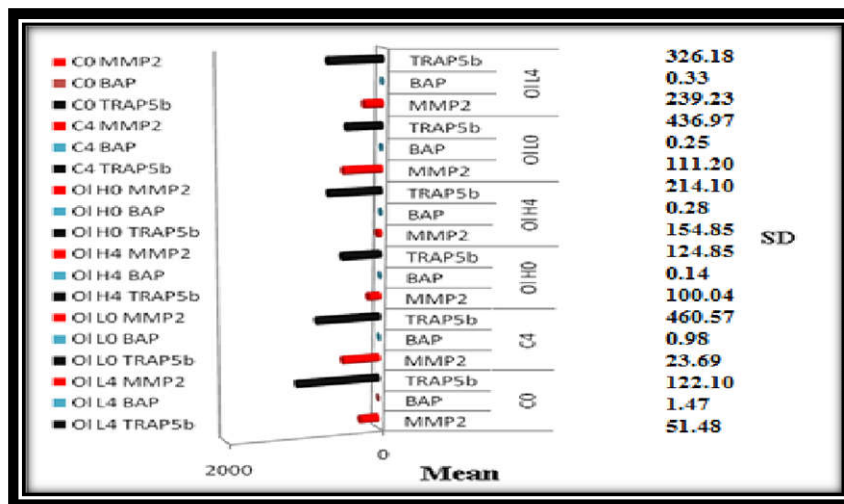 C0 MMP2
C0 BAP
C0 TRAP5b
C4 MMP2
C4 BAP
C4 TRAP5b
OI H0 MMP2
OI H0 BAP
OI H0 TRAP5b
OI H4 MMP2
OI H4 BAP
OI H4 TRAP5b
OI L0 MMP2
OI L0 BAP
OI L0 TRAP5b
OI L4 MMP2
OI L4 BAP
OI L4 TRAP5b
TRAP5b
BAP
MMP2
OI L4
TRAP5b
BAP
MMP2
OI L0
TRAP5b
BAP
MMP2
OI H4
TRAP5b
BAP
MMP2
OI H0
TRAP5b
BAP
MMP2
C4
TRAP5b
BAP
MMP2
C0
2000
0
Mean
326.18
0.33
239.23
436.97
0.25
111.20
214.10
0.28
154.85
124.85
0.14
100.04
460.57
0.98
23.69
122.10
1.47
51.48
SD